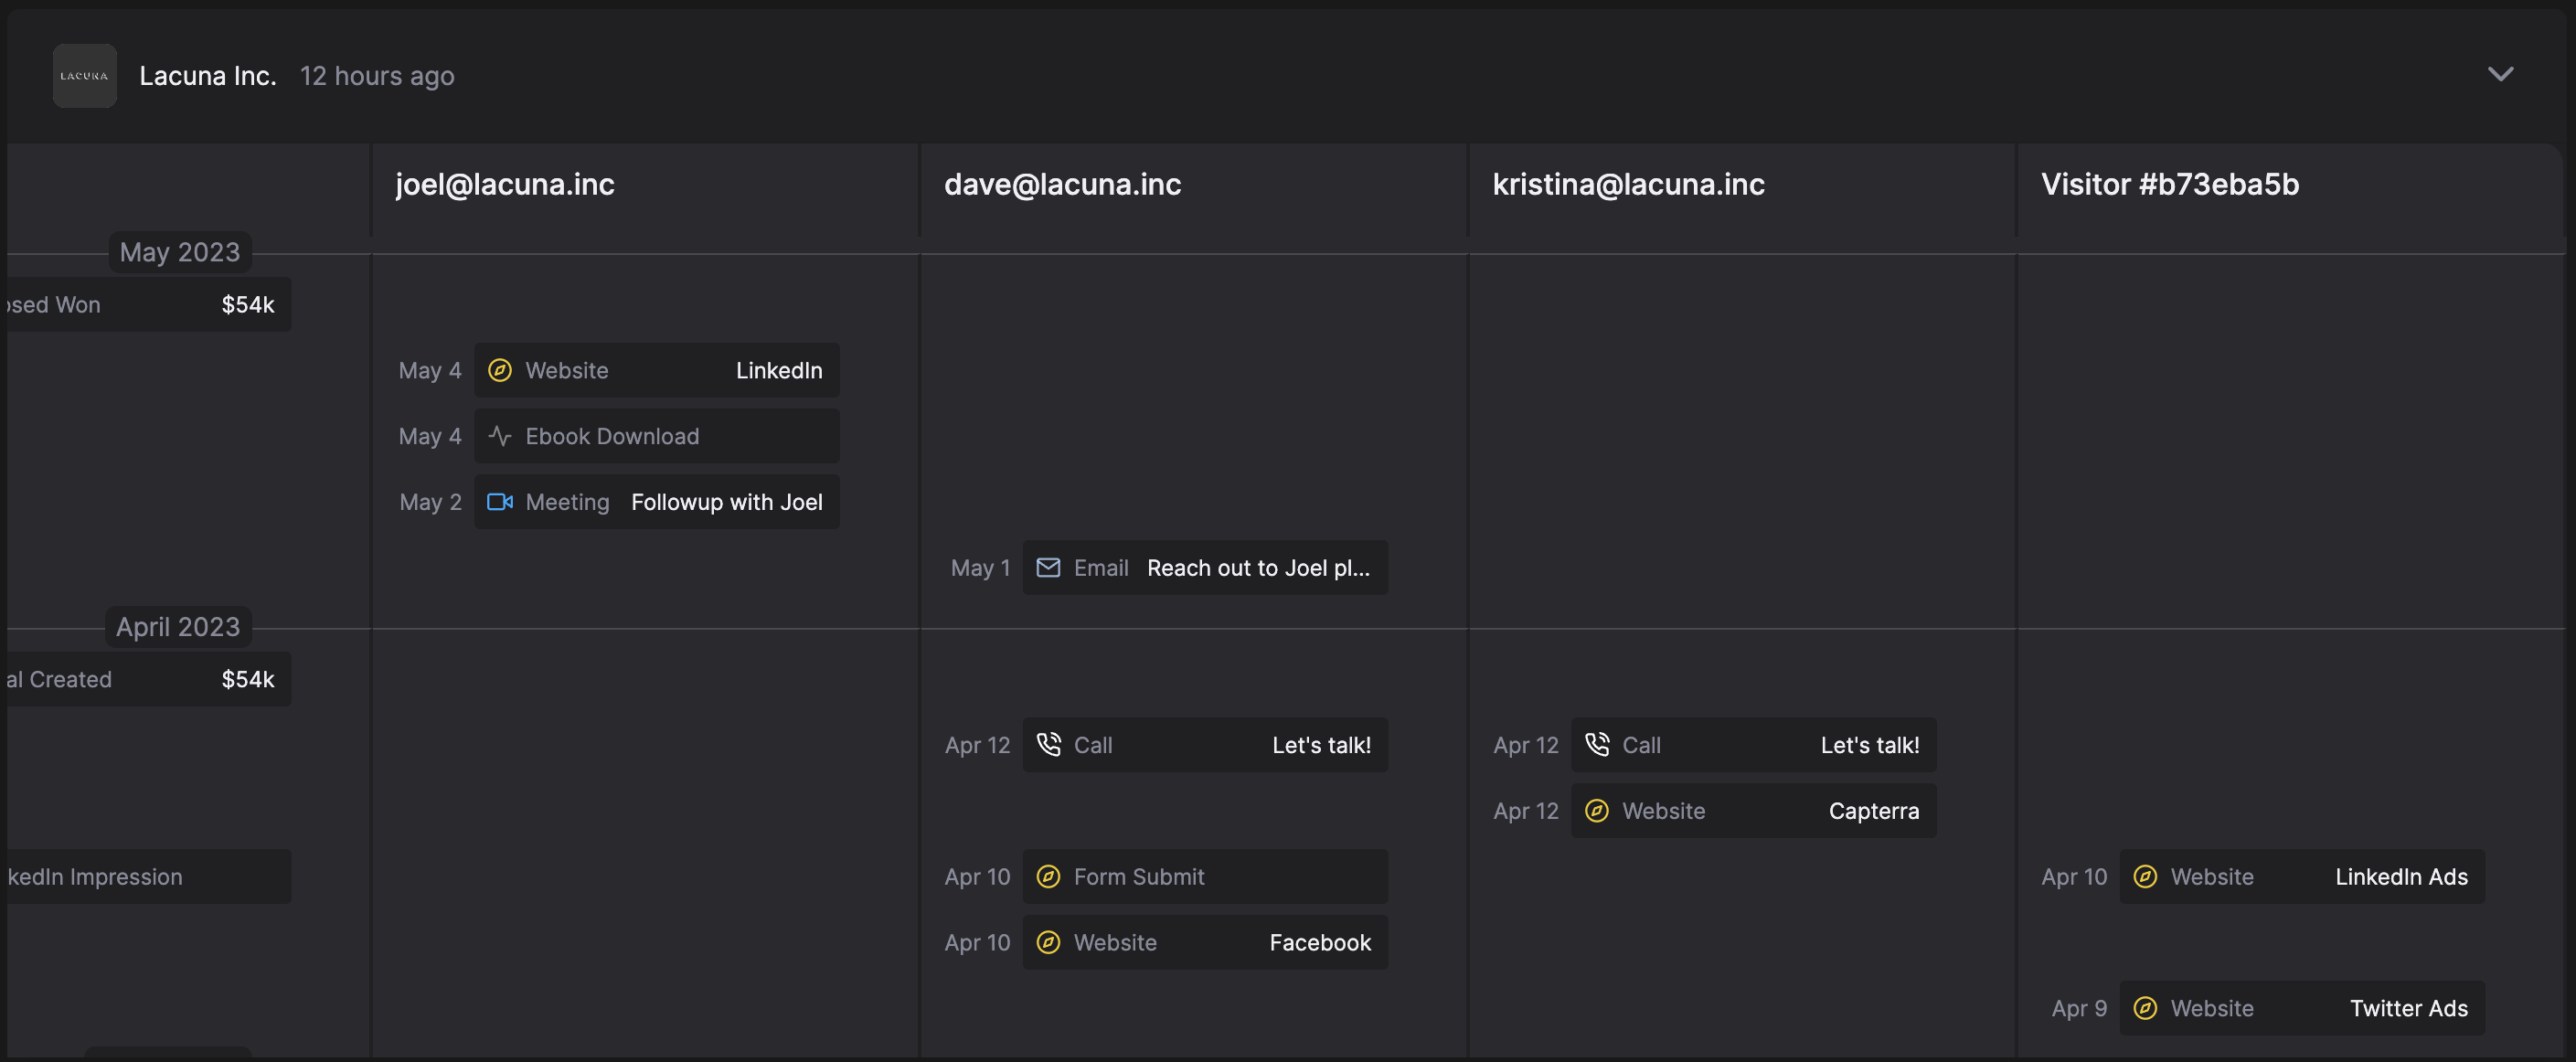 LACUNA
Lacuna Inc. 12 hours ago
joel@lacuna.inc dave@lacuna.inc kristina@lacuna.inc Visitor #b73eba5b
May 2023
osed Won $54k
May 4 Website LinkedIn
May 4 Ebook Download
May 2 Meeting Followup with Joel
May 1 Email Reach out to Joel pl...
April 2023
al Created $54k
Apr 12 Call Let's talk! Apr 12 Call Let's talk!
Apr 12 Website Capterra
kedIn Impression Apr 10 Form Submit Apr 10 Website LinkedIn Ads
Apr 10 Website Facebook
Apr 9 Website Twitter Ads